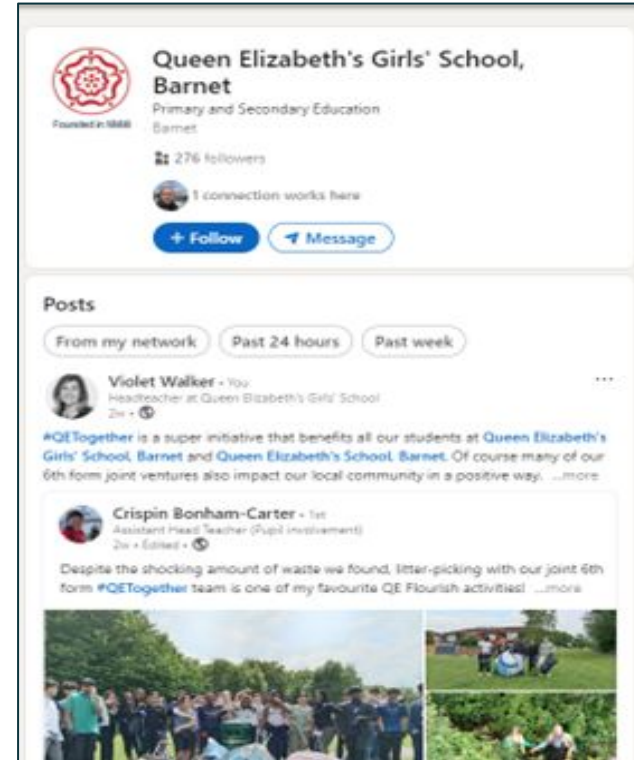 Queen Elizabeth's Girls' School,
Barnet
Primary and Secondary Education
Barnet
Founded in 1888
276 followers
1 connection works here
+ Follow
Message
Posts
From my network
Past 24 hours
Past week
Violet Walker • You
Headteacher at Queen Elizabeth's Girls' School
2w •
...
#QETogether is a super initiative that benefits all our students at Queen Elizabeth's
Girls' School, Barnet and Queen Elizabeth's School, Barnet. Of course many of our
6th form joint ventures also impact our local community in a positive way. ...more
Crispin Bonham-Carter • 1st
Assistant Head Teacher (Pupil involvement)
2w • Edited •
Despite the shocking amount of waste we found, litter-picking with our joint 6th
form #QETogether team is one of my favourite QE Flourish activities! ...more